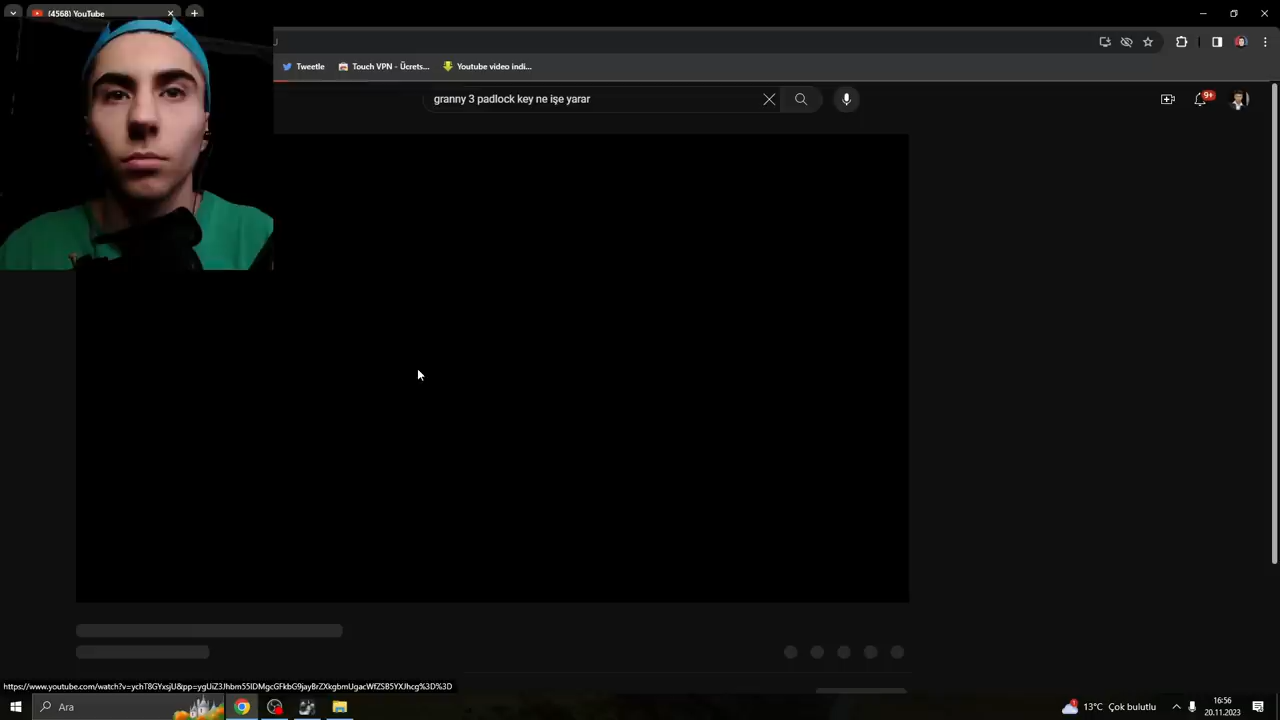 (4568) YouTube
Tweetle
Touch VPN - Ücrets...
Youtube video indi...
granny 3 padlock key ne işe yarar
9+
https://www.youtube.com/watch?v=ychT8GYxsjU&pp=ygUiZ3Jhbm55IDMgcGFkbG9jayBrZXkgbmUgacWfZSB5YXJhcg%3D%3D
Ara
13°C Çok bulutlu
16:56
20.11.2023